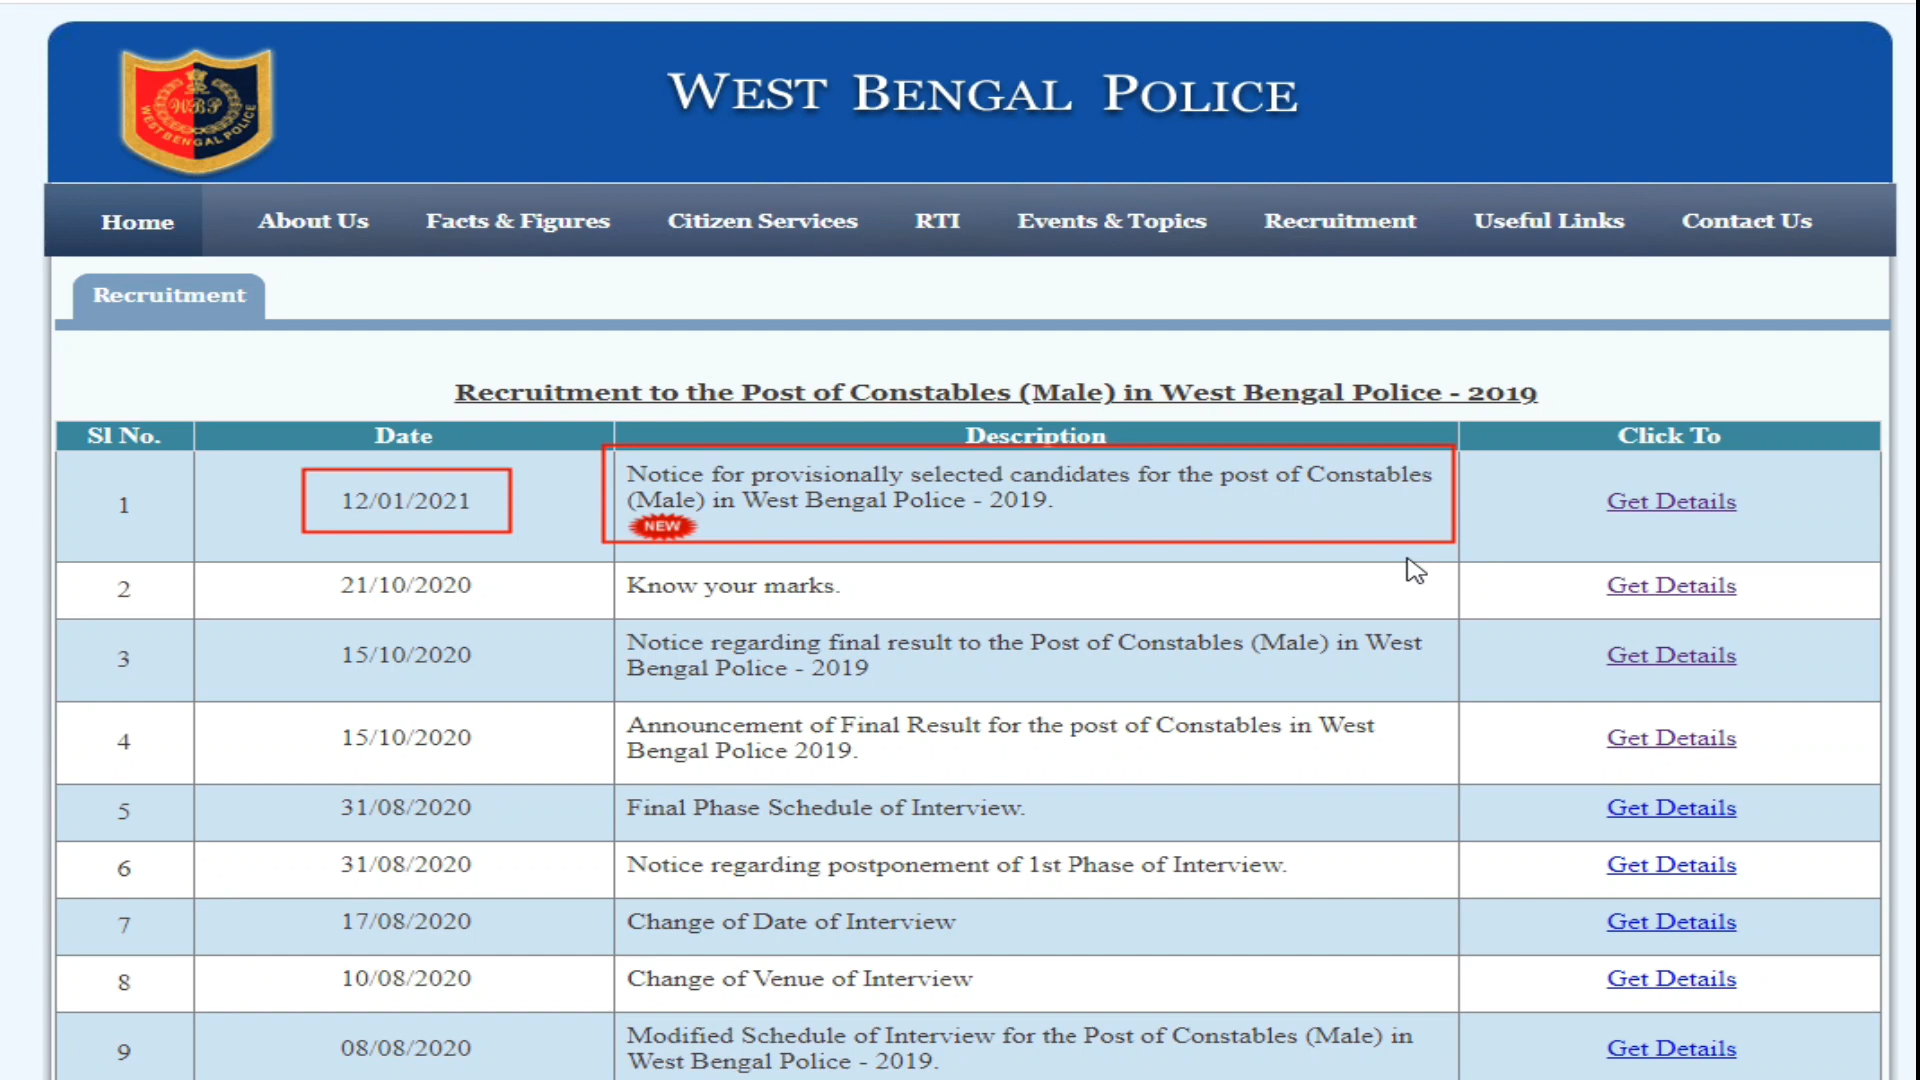 WBP
WEST BENGAL POLICE
WEST BENGAL POLICE
Home About Us Facts & Figures Citizen Services RTI Events & Topics Recruitment Useful Links Contact Us
Recruitment
Recruitment to the Post of Constables (Male) in West Bengal Police - 2019
Sl No. Date Description Click To
1 12/01/2021 Notice for provisionally selected candidates for the post of Constables
(Male) in West Bengal Police - 2019. Get Details
NEW
2 21/10/2020 Know your marks. Get Details
3 15/10/2020 Notice regarding final result to the Post of Constables (Male) in West
Bengal Police - 2019 Get Details
4 15/10/2020 Announcement of Final Result for the post of Constables in West
Bengal Police 2019. Get Details
5 31/08/2020 Final Phase Schedule of Interview. Get Details
6 31/08/2020 Notice regarding postponement of 1st Phase of Interview. Get Details
7 17/08/2020 Change of Date of Interview Get Details
8 10/08/2020 Change of Venue of Interview Get Details
9 08/08/2020 Modified Schedule of Interview for the Post of Constables (Male) in
West Bengal Police - 2019. Get Details